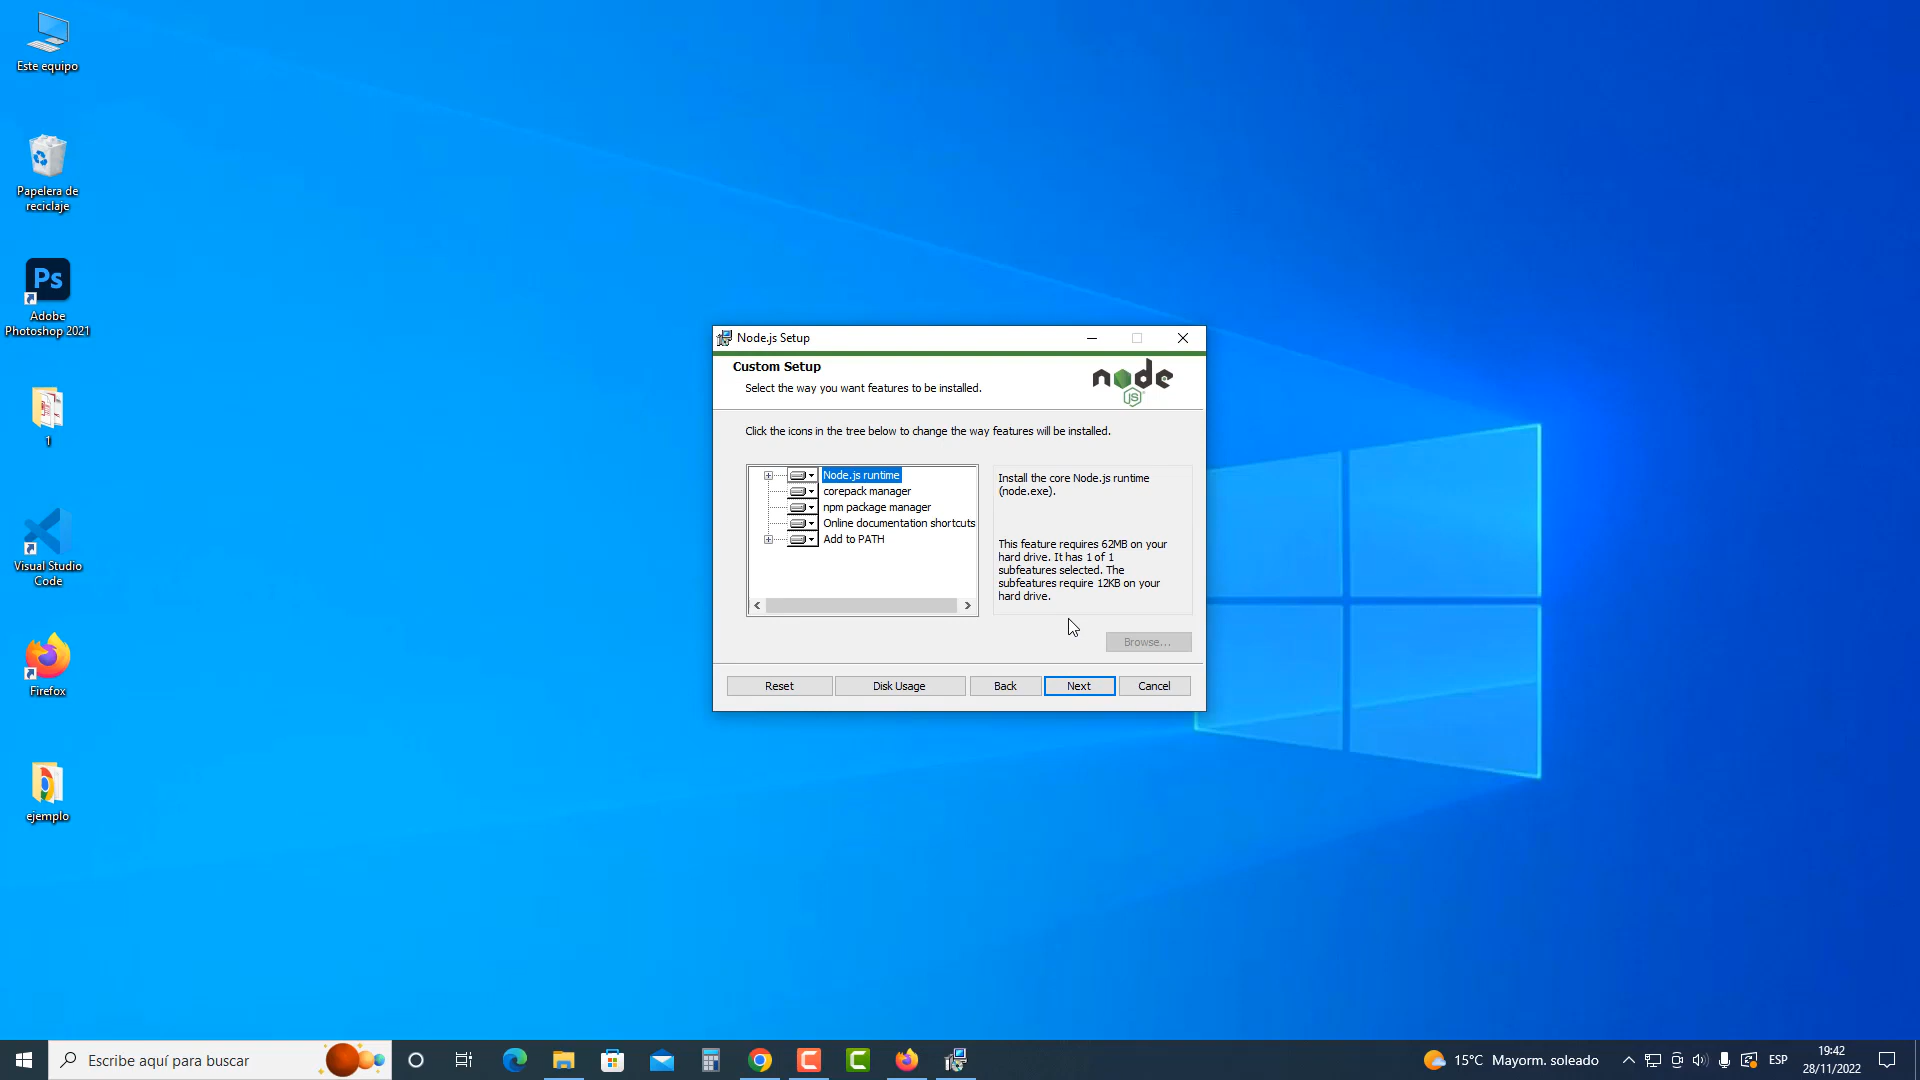 Este equipo
Papelera de
reciclaje
Ps
Adobe
Photoshop 2021
1
Visual Studio
Code
Firefox
ejemplo
Node.js Setup
Custom Setup
Select the way you want features to be installed.
node
JS
Click the icons in the tree below to change the way features will be installed.
Node.js runtime
corepack manager
npm package manager
Online documentation shortcuts
Add to PATH
Install the core Node.js runtime
(node.exe).
This feature requires 62MB on your
hard drive. It has 1 of 1
subfeatures selected. The
subfeatures require 12KB on your
hard drive.
Browse...
Reset
Disk Usage
Back
Next
Cancel
Escribe aquí para buscar
15°C Mayorm. soleado
ESP
19:42
28/11/2022